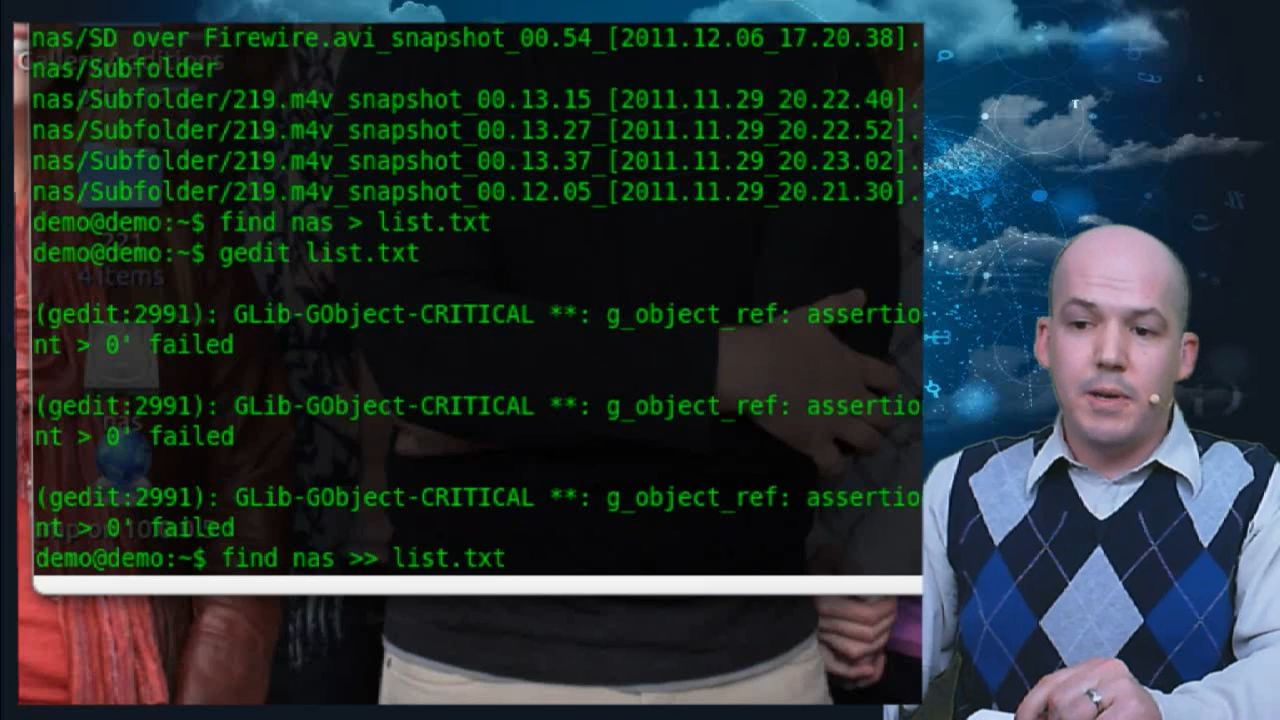 nas/SD over Firewire.avi_snapshot_00.54_[2011.12.06_17.20.38].
nas/Subfolder
nas/Subfolder/219.m4v_snapshot_00.13.15_[2011.11.29_20.22.40].
nas/Subfolder/219.m4v_snapshot_00.13.27_[2011.11.29_20.22.52].
nas/Subfolder/219.m4v_snapshot_00.13.37_[2011.11.29_20.23.02].
nas/Subfolder/219.m4v_snapshot_00.12.05_[2011.11.29_20.21.30].
demo@demo:~$ find nas > list.txt
demo@demo:~$ gedit list.txt
4 items
(gedit:2991): GLib-GObject-CRITICAL **: g_object_ref: assertio
nt > 0' failed
(gedit:2991): GLib-GObject-CRITICAL **: g_object_ref: assertio
nt > 0' failed
(gedit:2991): GLib-GObject-CRITICAL **: g_object_ref: assertio
nt > 0' failed
demo@demo:~$ find nas >> list.txt